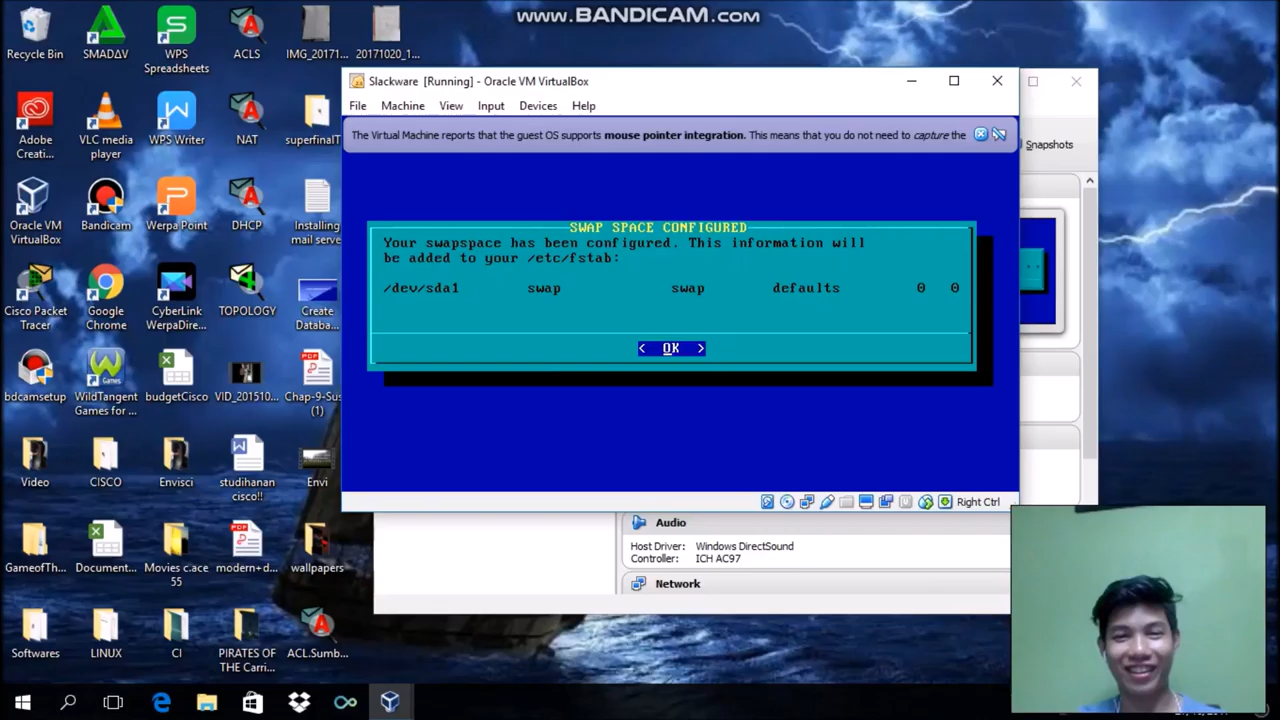 www.BANDICAM.com
Recycle Bin
SMADΔV
WPS
Spreadsheets
ACLS
IMG_20171...
20171020_1...
Adobe
Creati...
VLC media
player
WPS Writer
NAT
superfinalT
Oracle VM
VirtualBox
Bandicam
Werpa Point
DHCP
Installing
mail serve
Cisco Packet
Tracer
Google
Chrome
CyberLink
WerpaDire...
TOPOLOGY
Create
Databa...
bdcamsetup
WildTangent
Games for ...
budgetCisco
VID_201510...
Chap-9-Sus
(1)
Video
CISCO
Envisci
studihanan
cisco!!
Envi
GameofTh...
Document...
Movies c.ace
55
modern+d...
wallpapers
Softwares
LINUX
CI
PIRATES OF
THE Carri...
ACL.Sumb...
Slackware [Running] - Oracle VM VirtualBox
File Machine View Input Devices Help
The Virtual Machine reports that the guest OS supports mouse pointer integration. This means that you do not need to capture the
Snapshots
SWAP SPACE CONFIGURED
Your swapspace has been configured. This information will
be added to your /etc/fstab:
/dev/sda1 swap swap defaults 0 0
< OK >
Right Ctrl
Audio
Host Driver: Windows DirectSound
Controller: ICH AC97
Network